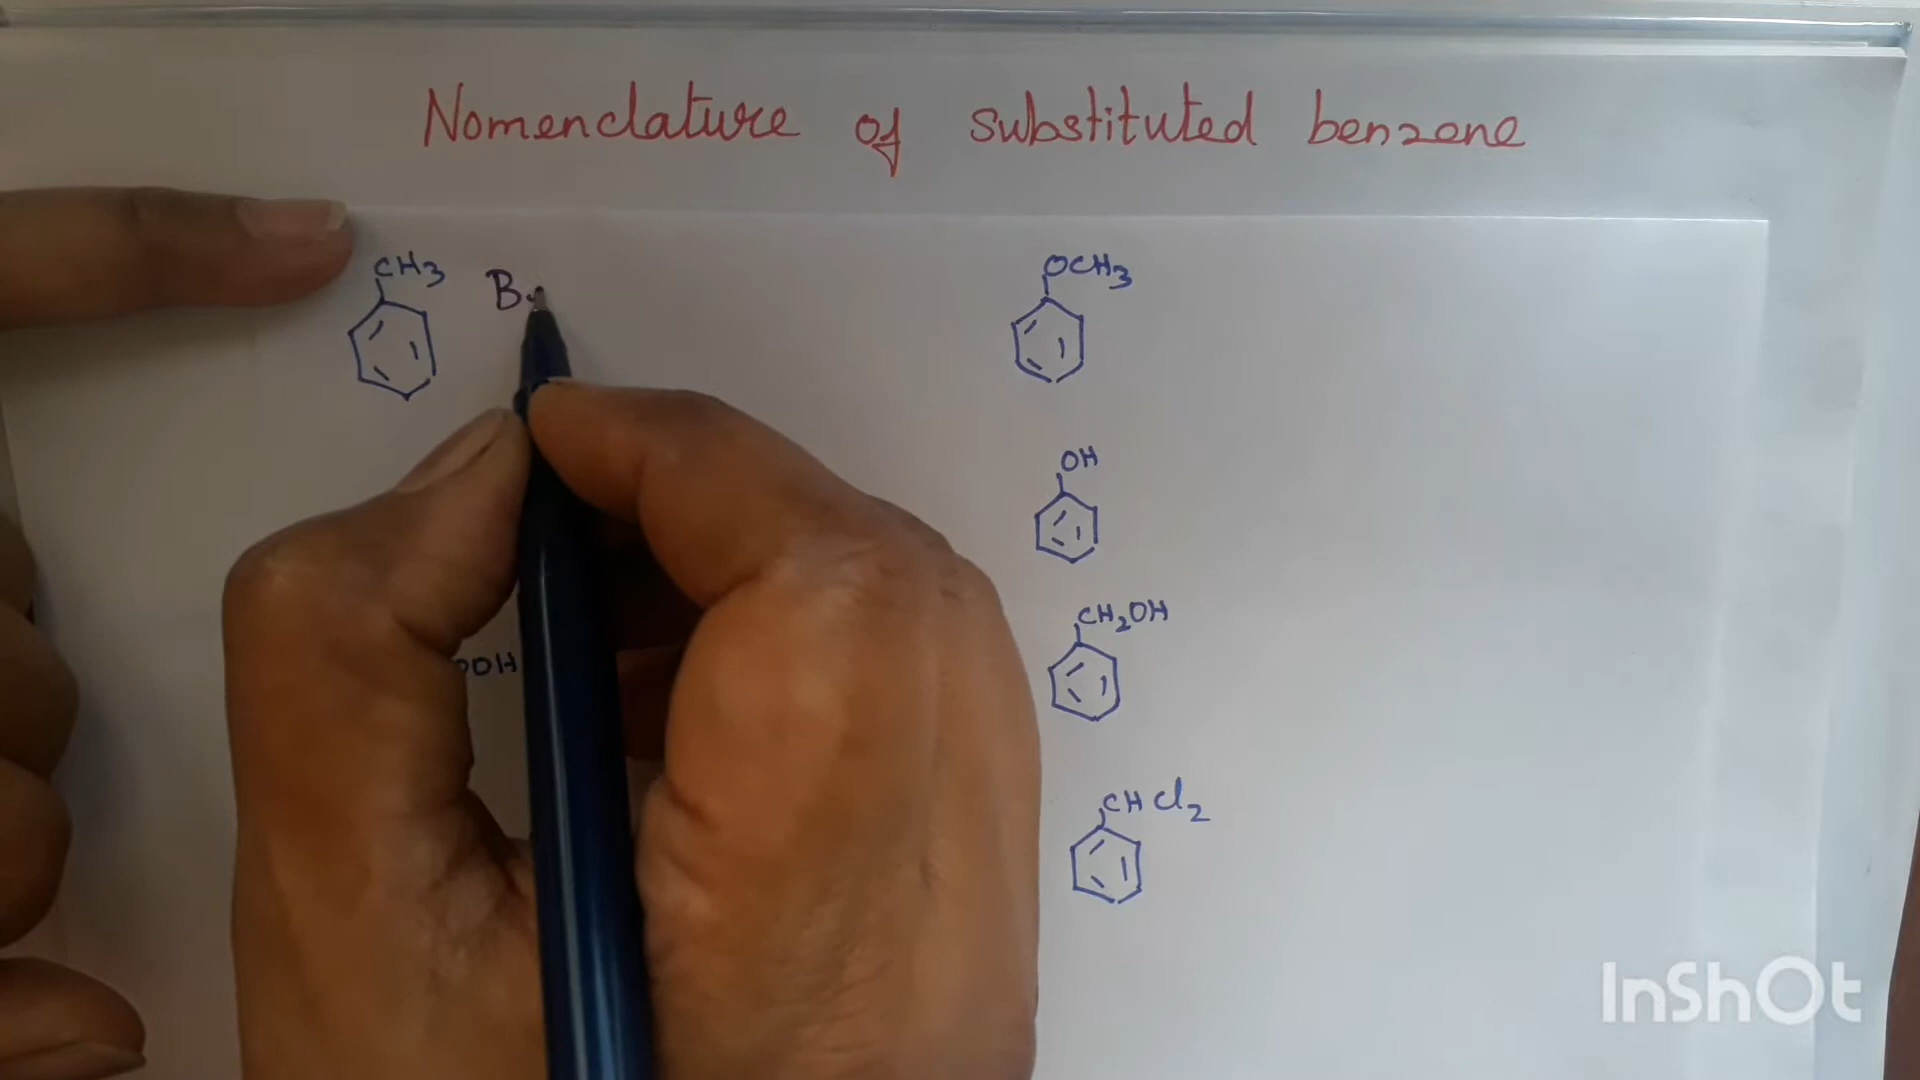 Nomenclature of substituted benzene
CH3
B
OCH3
OH
OOH
CH2OH
CHCl2
InShOt